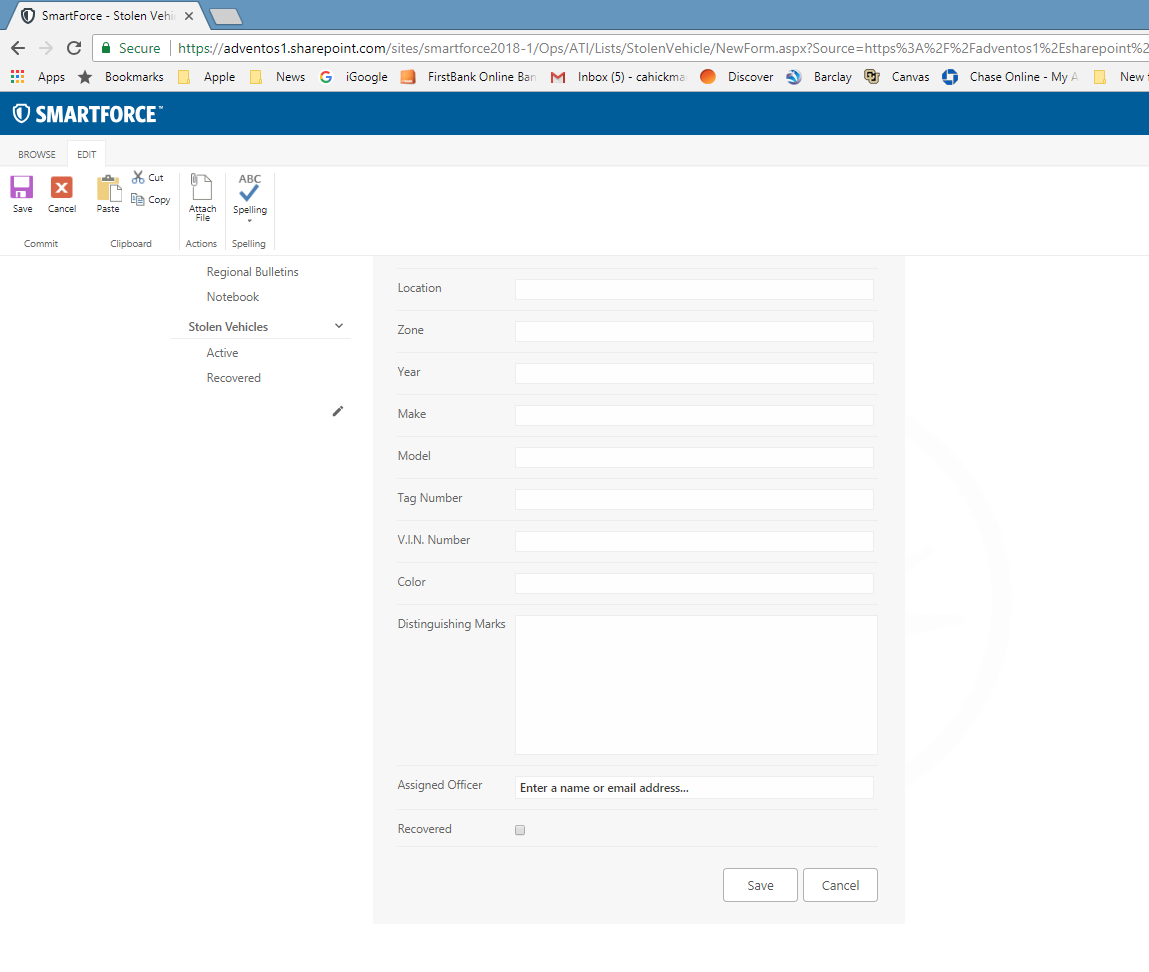 SmartForce - Stolen Vehi
Secure
https://adventos1.sharepoint.com/sites/smartforce2018-1/Ops/ATI/Lists/StolenVehicle/NewForm.aspx?Source=https%3A%2F%2Fadventos1%2Esharepoint%2
Apps Bookmarks Apple News iGoogle FirstBank Online Ban Inbox (5) - cahickma Discover Barclay Canvas Chase Online - My A New
SMARTFORCE™
BROWSE EDIT
Save Cancel Paste Cut Copy Attach File ABC Spelling
Commit Clipboard Actions Spelling
Regional Bulletins
Notebook
Stolen Vehicles
Active
Recovered
Location
Zone
Year
Make
Model
Tag Number
V.I.N. Number
Color
Distinguishing Marks
Assigned Officer Enter a name or email address...
Recovered
Save Cancel